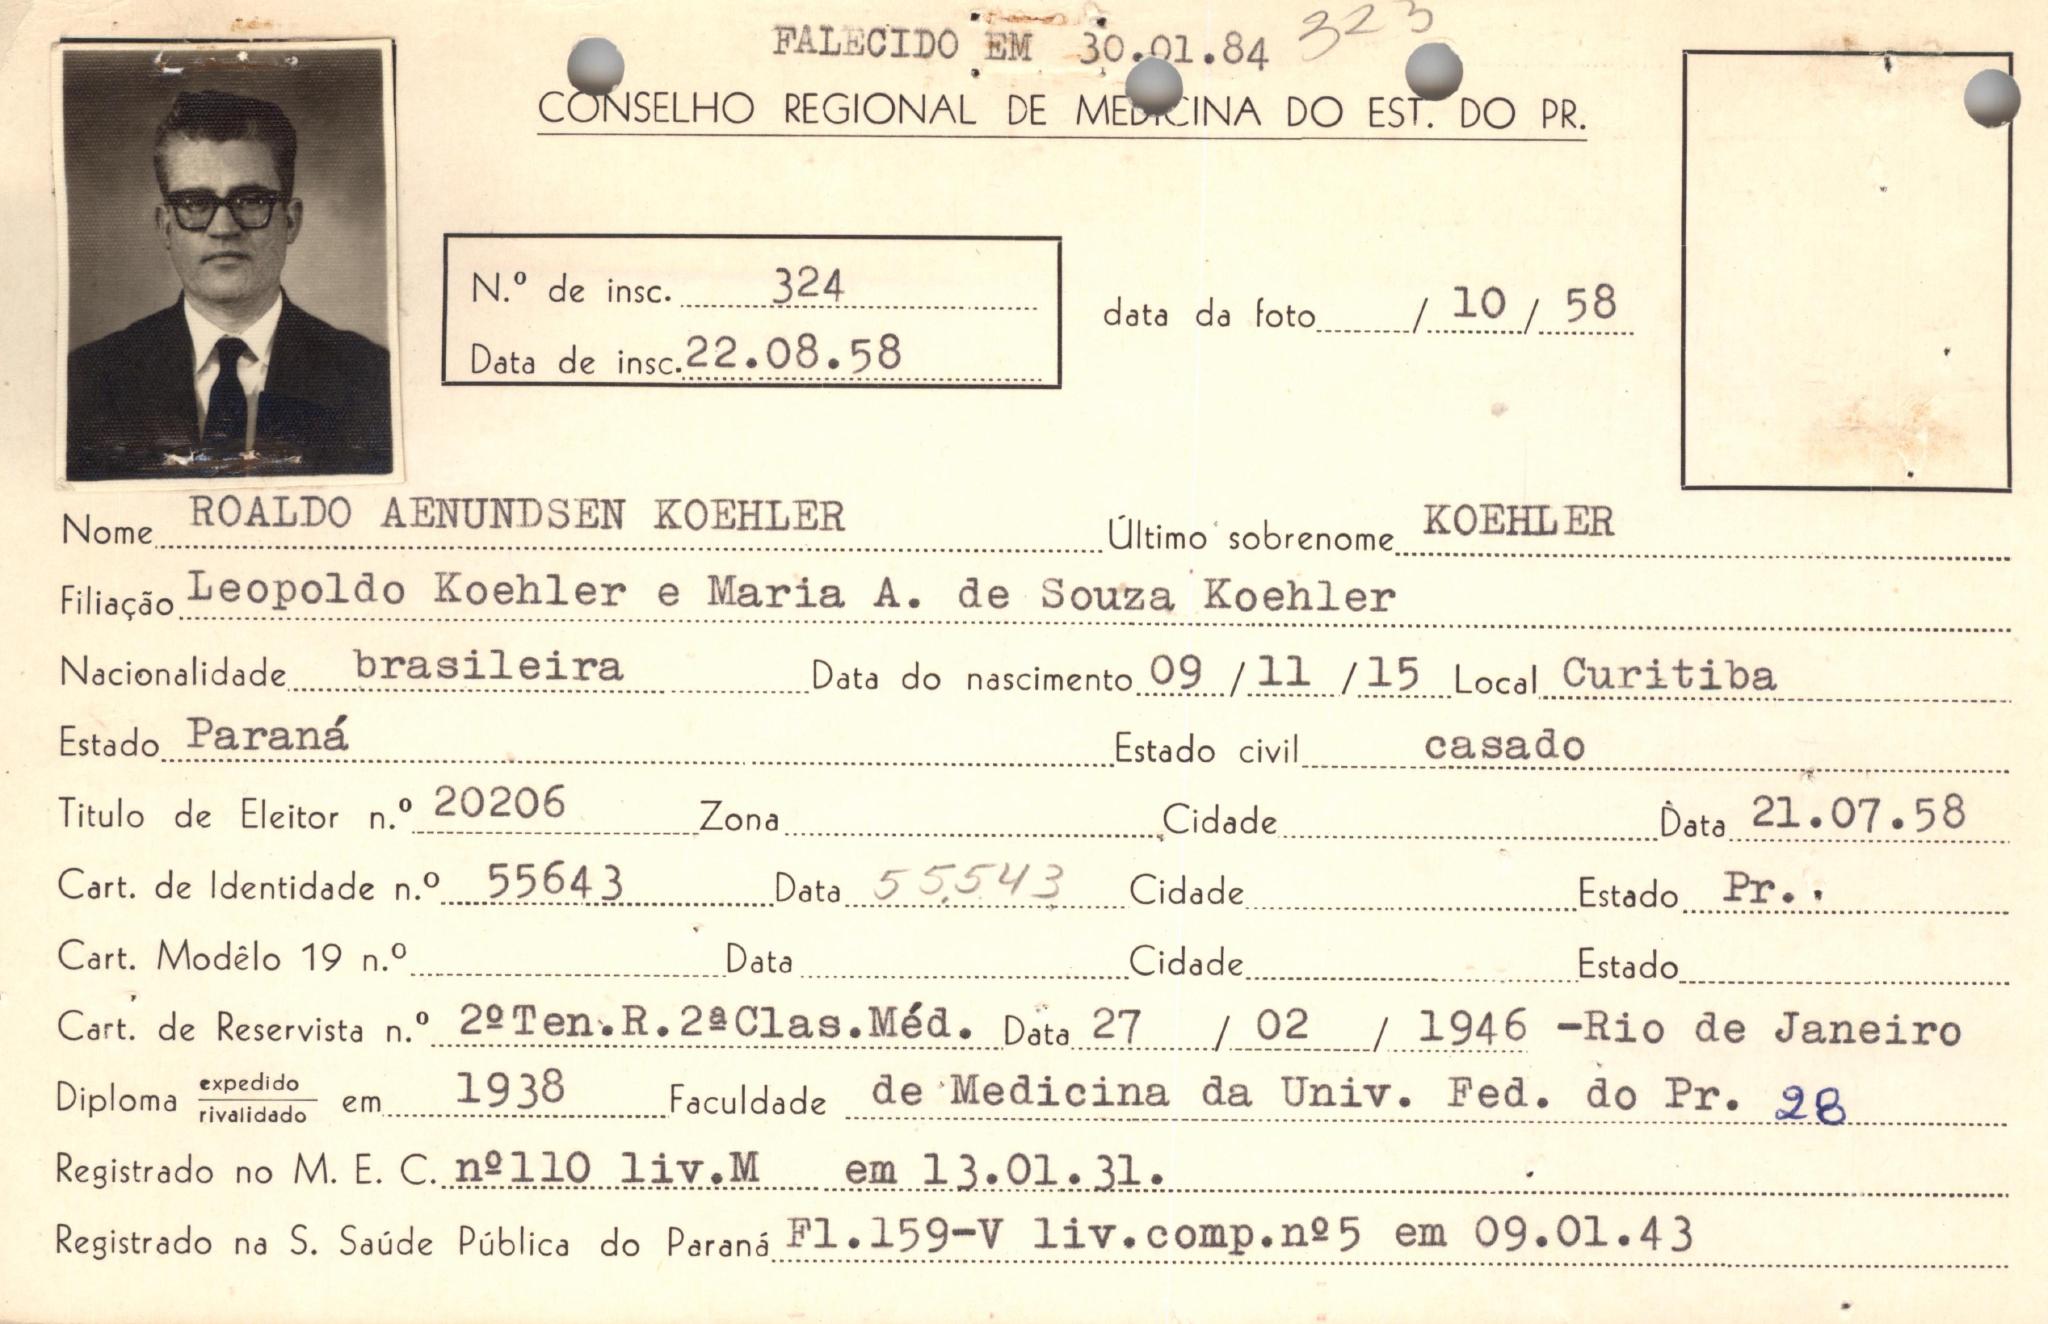 FALECIDO EM 30.01.84 323
CONSELHO REGIONAL DE MEDICINA DO EST. DO PR.
N.º de insc. 324
Data de insc. 22.08.58
data da foto / 10 / 58
Nome ROALDO AENUNDSEN KOEHLER Último sobrenome KOEHLER
Filiação Leopoldo Koehler e Maria A. de Souza Koehler
Nacionalidade brasileira Data do nascimento 09 / 11 / 15 Local Curitiba
Estado Paraná Estado civil casado
Titulo de Eleitor n.º 20206 Zona Cidade Data 21.07.58
Cart. de Identidade n.º 55643 Data 55.543 Cidade Estado Pr..
Cart. Modêlo 19 n.º Data Cidade Estado
Cart. de Reservista n.º 2º Ten.R.2ª Clas.Méd. Data 27 / 02 / 1946 -Rio de Janeiro
Diploma expedido/rivalidado em 1938 Faculdade de Medicina da Univ. Fed. do Pr. 28
Registrado no M. E. C. nº 110 liv.M em 13.01.31.
Registrado na S. Saúde Pública do Paraná Fl.159-V liv.comp.nº5 em 09.01.43